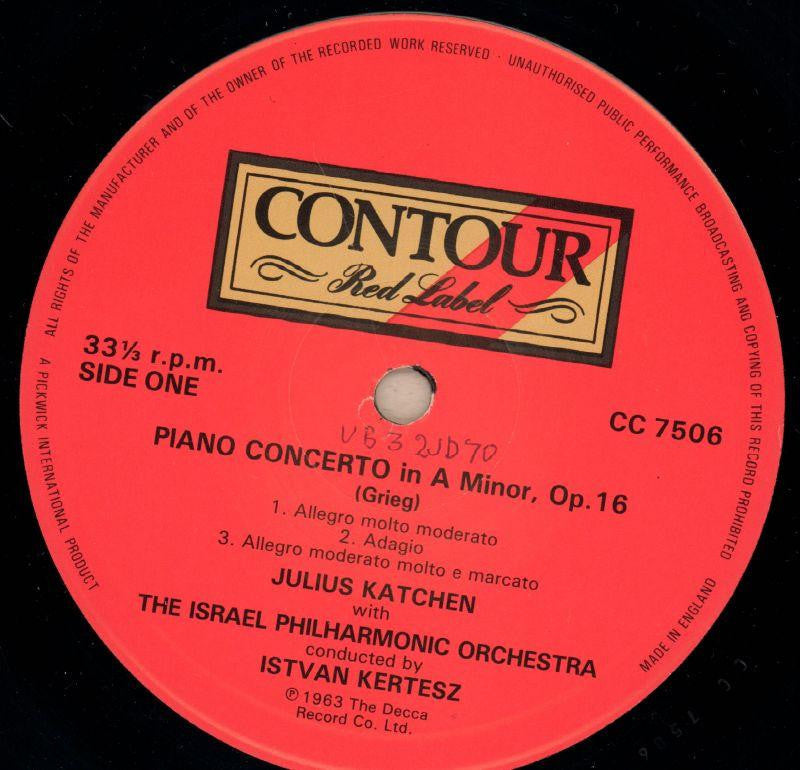 ALL RIGHTS OF THE MANUFACTURER AND OF THE OWNER OF THE RECORDED WORK RESERVED · UNAUTHORISED PUBLIC PERFORMANCE BROADCASTING AND COPYING OF THIS RECORD PROHIBITED
CONTOUR
Red Label
33⅓ r.p.m.
SIDE ONE
CC 7506
PIANO CONCERTO in A Minor, Op.16
(Grieg)
1. Allegro molto moderato
2. Adagio
3. Allegro moderato molto e marcato
JULIUS KATCHEN
with
THE ISRAEL PHILHARMONIC ORCHESTRA
conducted by
ISTVAN KERTESZ
℗ 1963 The Decca
Record Co. Ltd.
A PICKWICK INTERNATIONAL PRODUCT
MADE IN ENGLAND
CC 7506